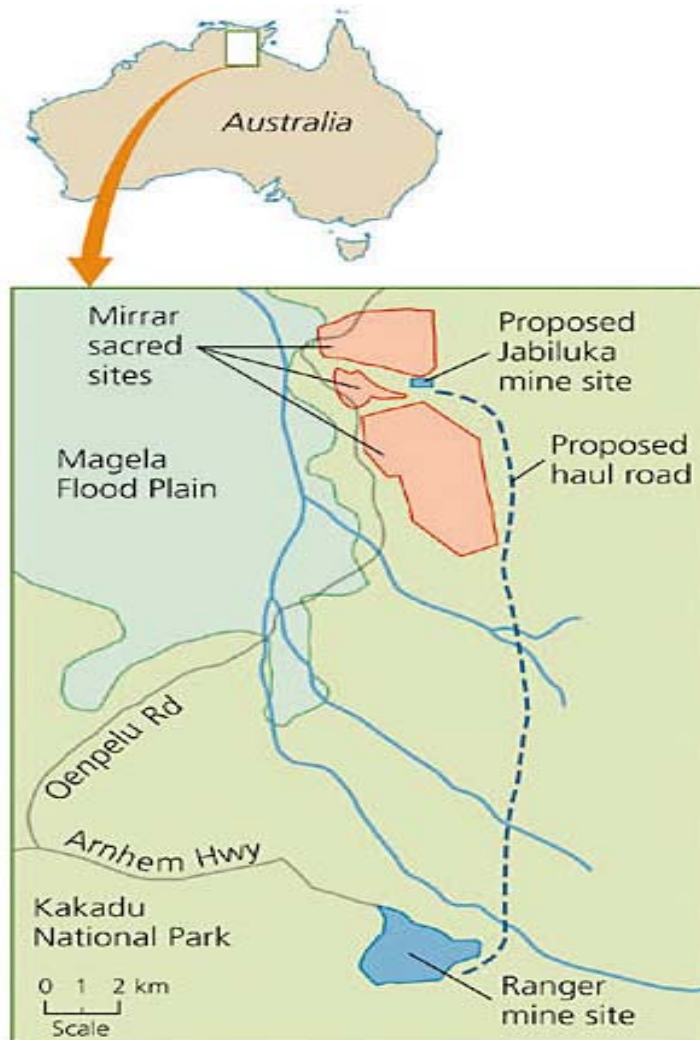 Australia
Mirrar
sacred
sites
Proposed
Jabiluka
mine site
Magela
Flood Plain
Proposed
haul road
Oenpelu Rd
Arnhem Hwy
Kakadu
National Park
0 1 2 km
Scale
Ranger
mine site